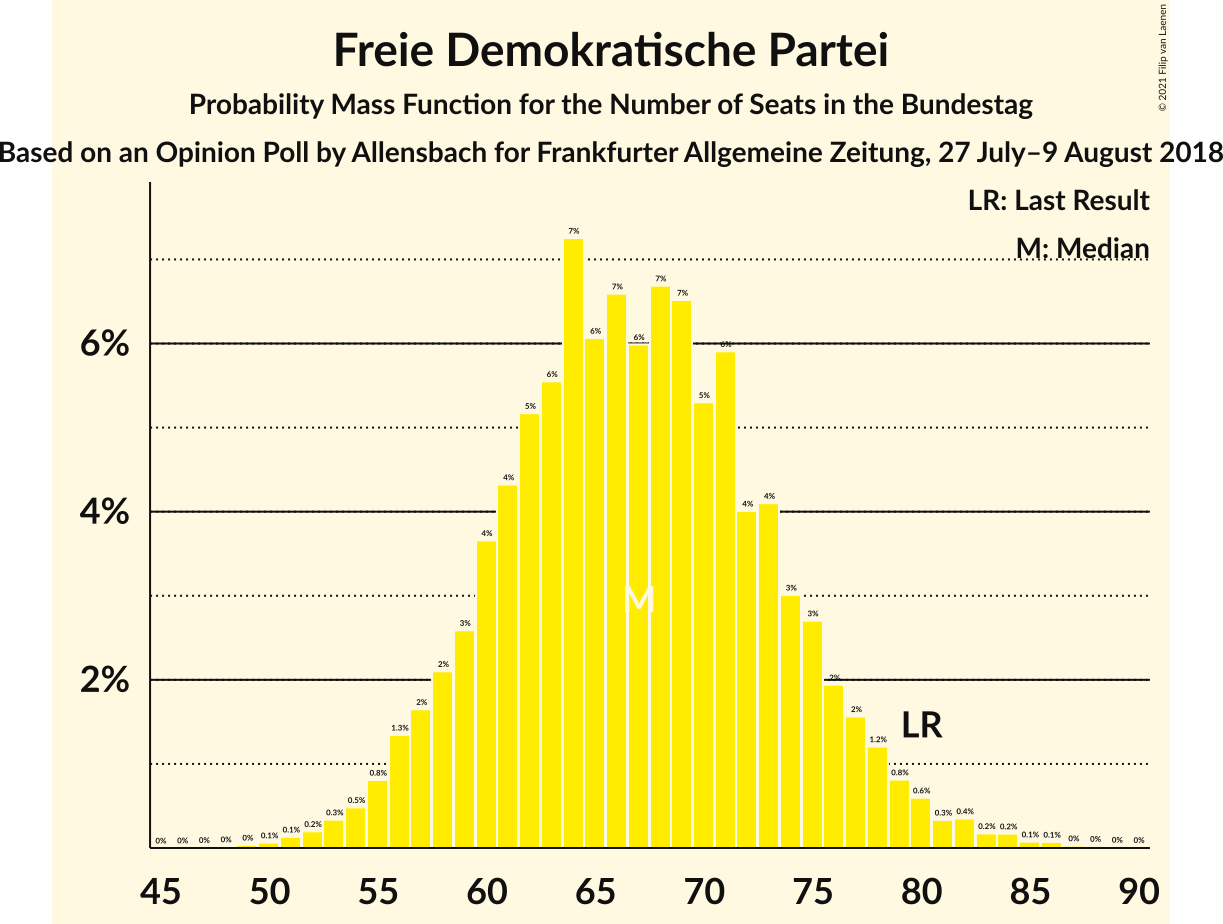 Freie Demokratische Partei
Probability Mass Function for the Number of Seats in the Bundestag
Based on an Opinion Poll by Allensbach for Frankfurter Allgemeine Zeitung, 27 July–9 August 2018
© 2021 Filip van Laenen
LR: Last Result
M: Median
6%
4%
2%
0% 0% 0% 0% 0% 0.1% 0.1% 0.2% 0.3% 0.5% 0.8% 1.3% 2% 2% 3% 4% 4% 5% 6% 7% 6% 7% 6% 7% 7% 5% 6% 4% 4% 3% 3% 2% 2% 1.2% 0.8% 0.6% 0.3% 0.4% 0.2% 0.2% 0.1% 0.1% 0% 0% 0% 0%
M
LR
45 50 55 60 65 70 75 80 85 90